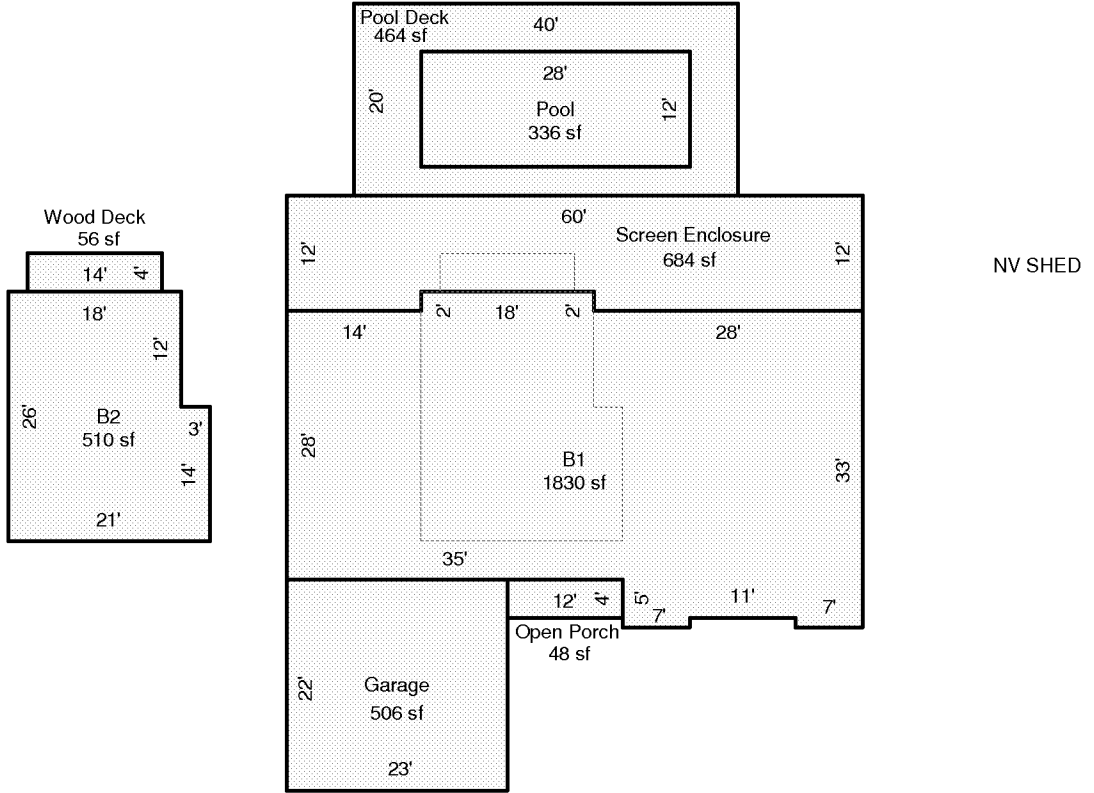 Pool Deck
464 sf
40'
20'
28'
Pool
336 sf
12'
Wood Deck
56 sf
14'
4'
18'
12'
26'
B2
510 sf
3'
14'
21'
60'
12'
Screen Enclosure
684 sf
12'
NV SHED
2'
18'
2'
14'
28'
28'
B1
1830 sf
33'
35'
12'
4'
5'
7'
11'
7'
Open Porch
48 sf
22'
Garage
506 sf
23'